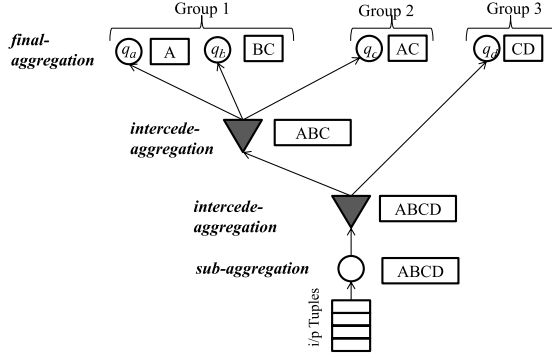 Group 1
Group 2
Group 3
final-
aggregation
qa
A
qb
BC
qc
AC
qd
CD
intercede-
aggregation
ABC
intercede-
aggregation
ABCD
sub-aggregation
ABCD
i/p Tuples